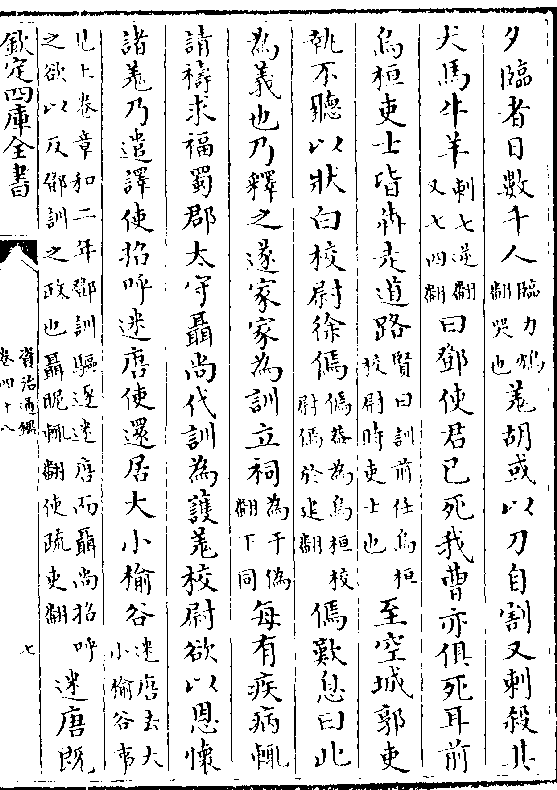 夕臨者日數千人臨力鴆翻哭也羌胡或以刀自割又刺殺其
犬馬牛羊刺七逆翻又七四翻曰鄧使君已死我曹亦俱死耳前
烏桓吏士皆犇走道路賢曰訓前任烏桓校尉時吏士也至空城郭吏
執不聽以狀白校尉徐傿傿葢為烏桓校尉傿於建翻傿歎息曰此
為義也乃釋之遂家家為訓立祠為于偽翻下同每有疾病輒
請禱求福蜀郡太守聶尚代訓為護羌校尉欲以恩懷
諸羌乃遣譯使招呼迷唐使還居大小榆谷迷唐去大小榆谷事
見上卷章和二年鄧訓驅逐迷唐而聶尚招呼之欲以反鄧訓之政也聶昵輒翻使疏吏翻迷唐既
欽定四庫全書
資治通鑑
卷四十八
七